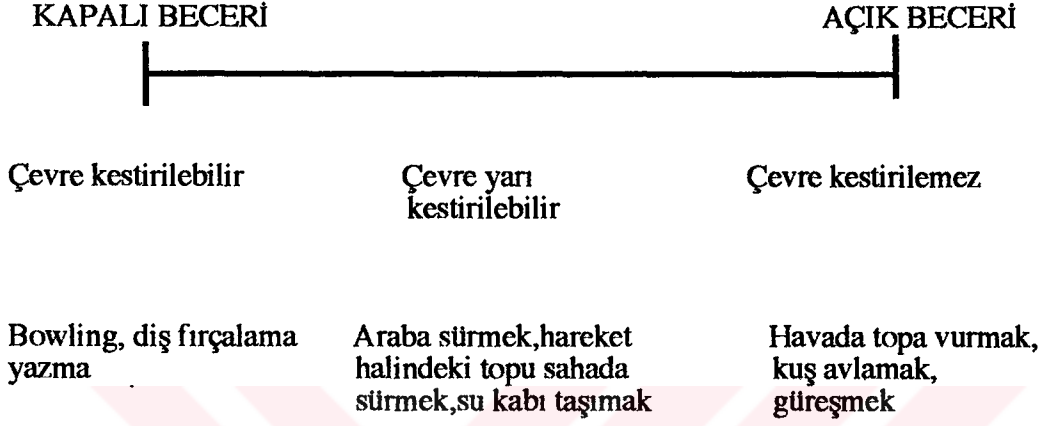 KAPALI BECERİ
AÇIK BECERİ
Çevre kestirilebilir
Çevre yarı
kestirilebilir
Çevre kestirilemez
Bowling, diş fırçalama
yazma
Araba sürmek,hareket
halindeki topu sahada
sürmek,su kabı taşımak
Havada topa vurmak,
kuş avlamak,
güreşmek